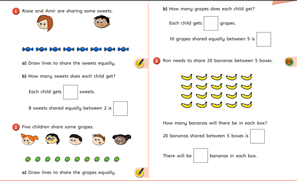 1 Rosie and Amir are sharing some sweets.
a) Draw lines to share the sweets equally.
b) How many sweets does each child get?
Each child gets sweets.
8 sweets shared equally between 2 is
2 Five children share some grapes.
a) Draw lines to share the grapes equally.
b) How many grapes does each child get?
Each child gets grapes.
10 grapes shared equally between 5 is
3 Ron needs to share 20 bananas between 5 boxes.
How many bananas will there be in each box?
20 bananas shared between 5 boxes is
There will be bananas in each box.